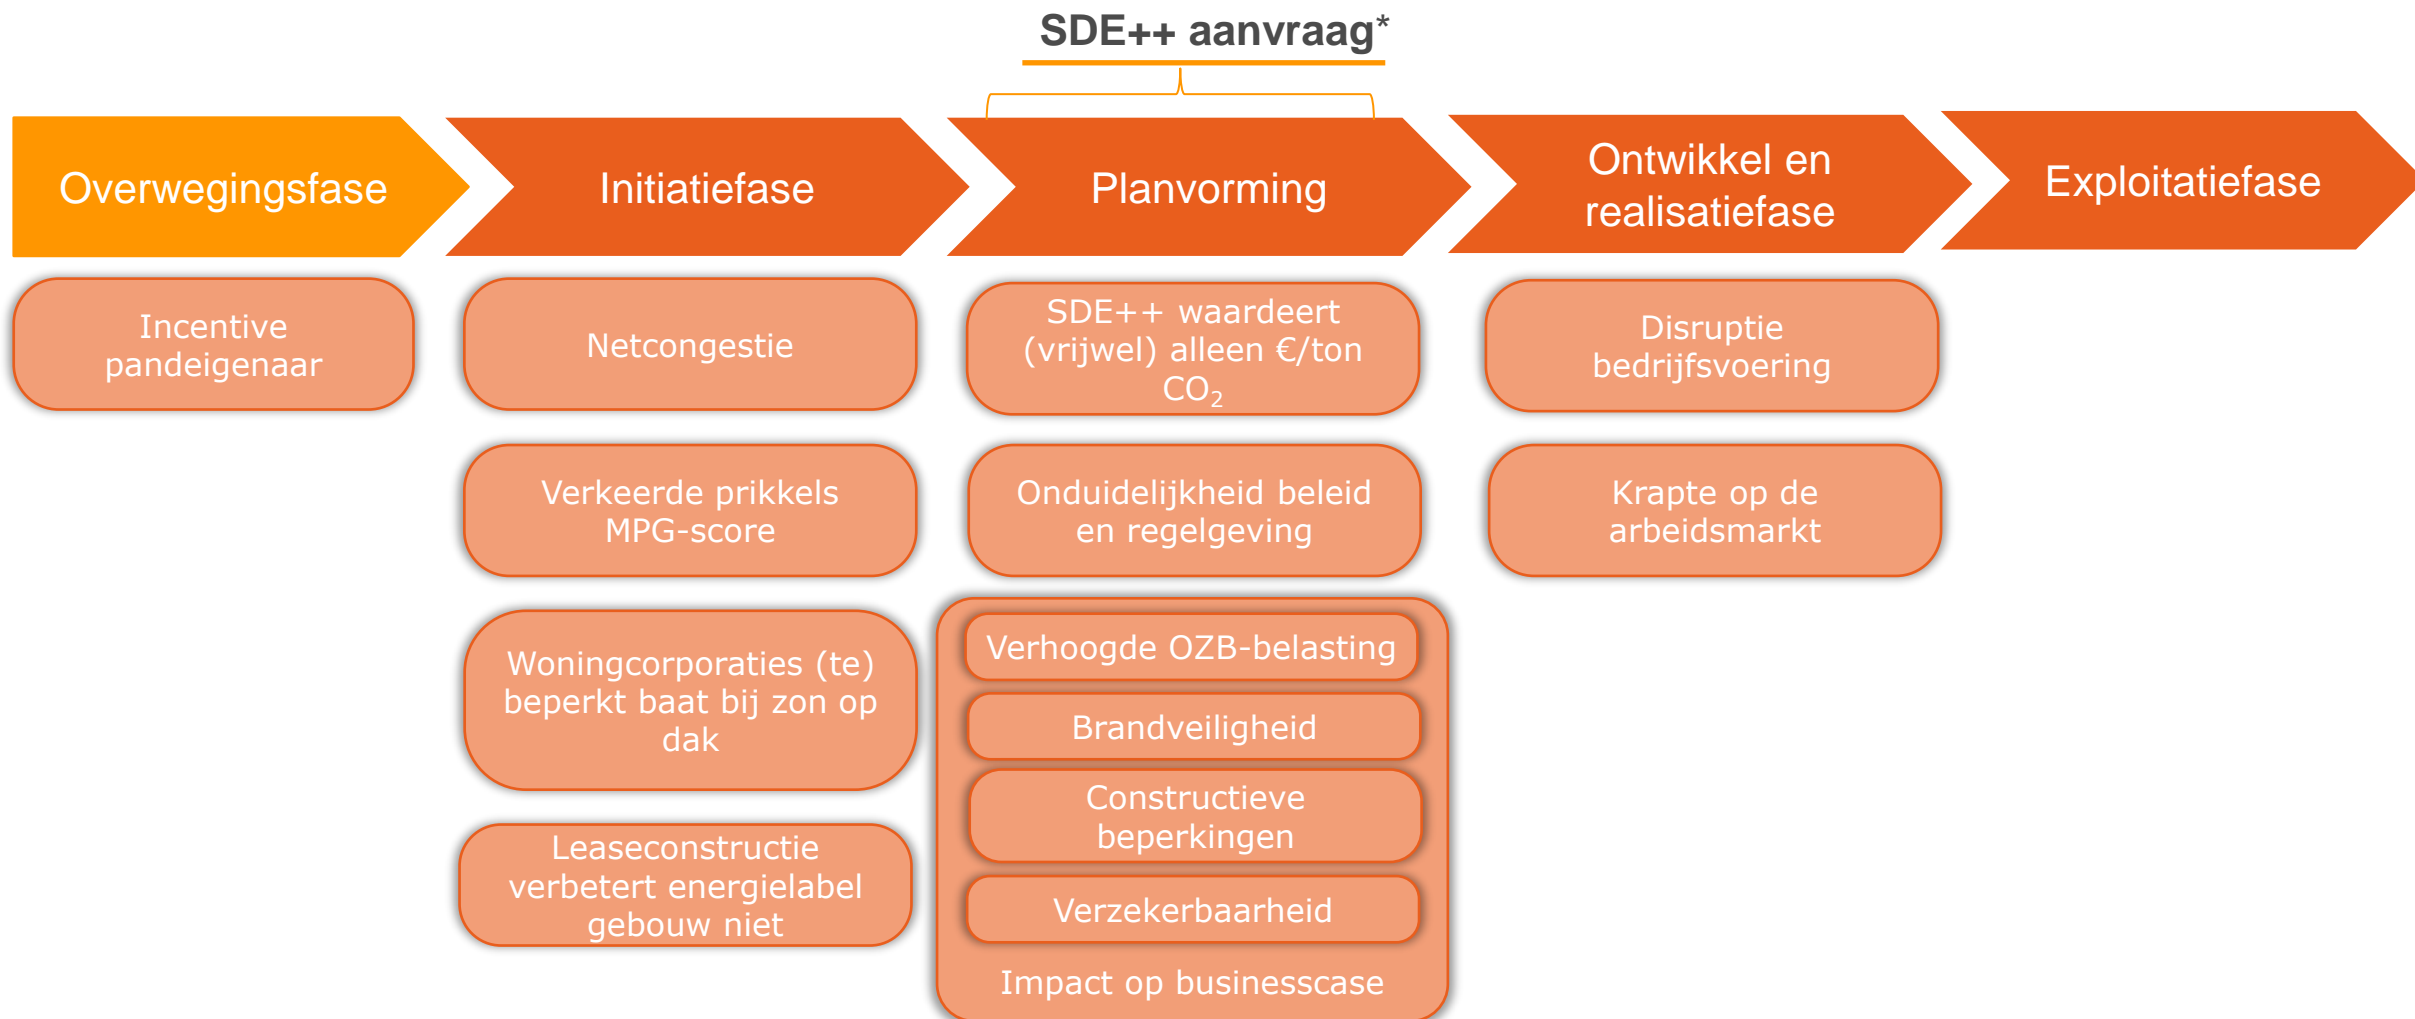 SDE++ aanvraag*
Overwegingsfase
Initiatiefase
Planvorming
Ontwikkel en
realisatiefase
Exploitatiefase
Incentive
pandeigenaar
Netcongestie
Verkeerde prikkels
MPG-score
Woningcorporaties (te)
beperkt baat bij zon op
dak
Leaseconstructie
verbetert energielabel
gebouw niet
SDE++ waardeert
(vrijwel) alleen €/ton
CO₂
Onduidelijkheid beleid
en regelgeving
Verhoogde OZB-belasting
Brandveiligheid
Constructieve
beperkingen
Verzekerbaarheid
Impact op businesscase
Disruptie
bedrijfsvoering
Krapte op de
arbeidsmarkt